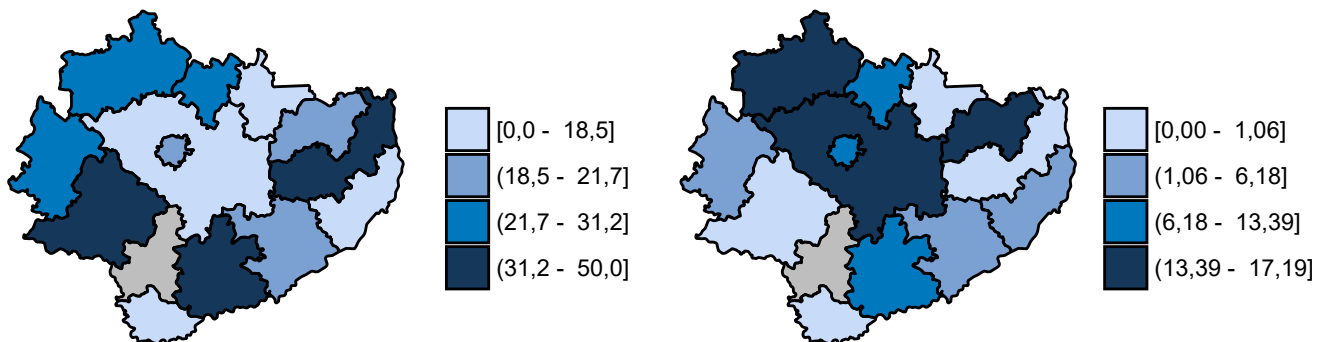 [0,0 - 18,5]
(18,5 - 21,7]
(21,7 - 31,2]
(31,2 - 50,0]
[0,00 - 1,06]
(1,06 - 6,18]
(6,18 - 13,39]
(13,39 - 17,19]